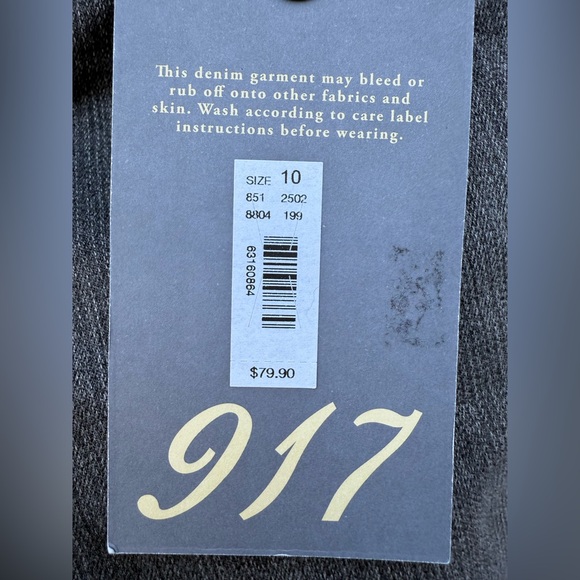 This denim garment may bleed or
rub off onto other fabrics and
skin. Wash according to care label
instructions before wearing.
SIZE 10
851 2502
8804 199
63160864
$79.90
917